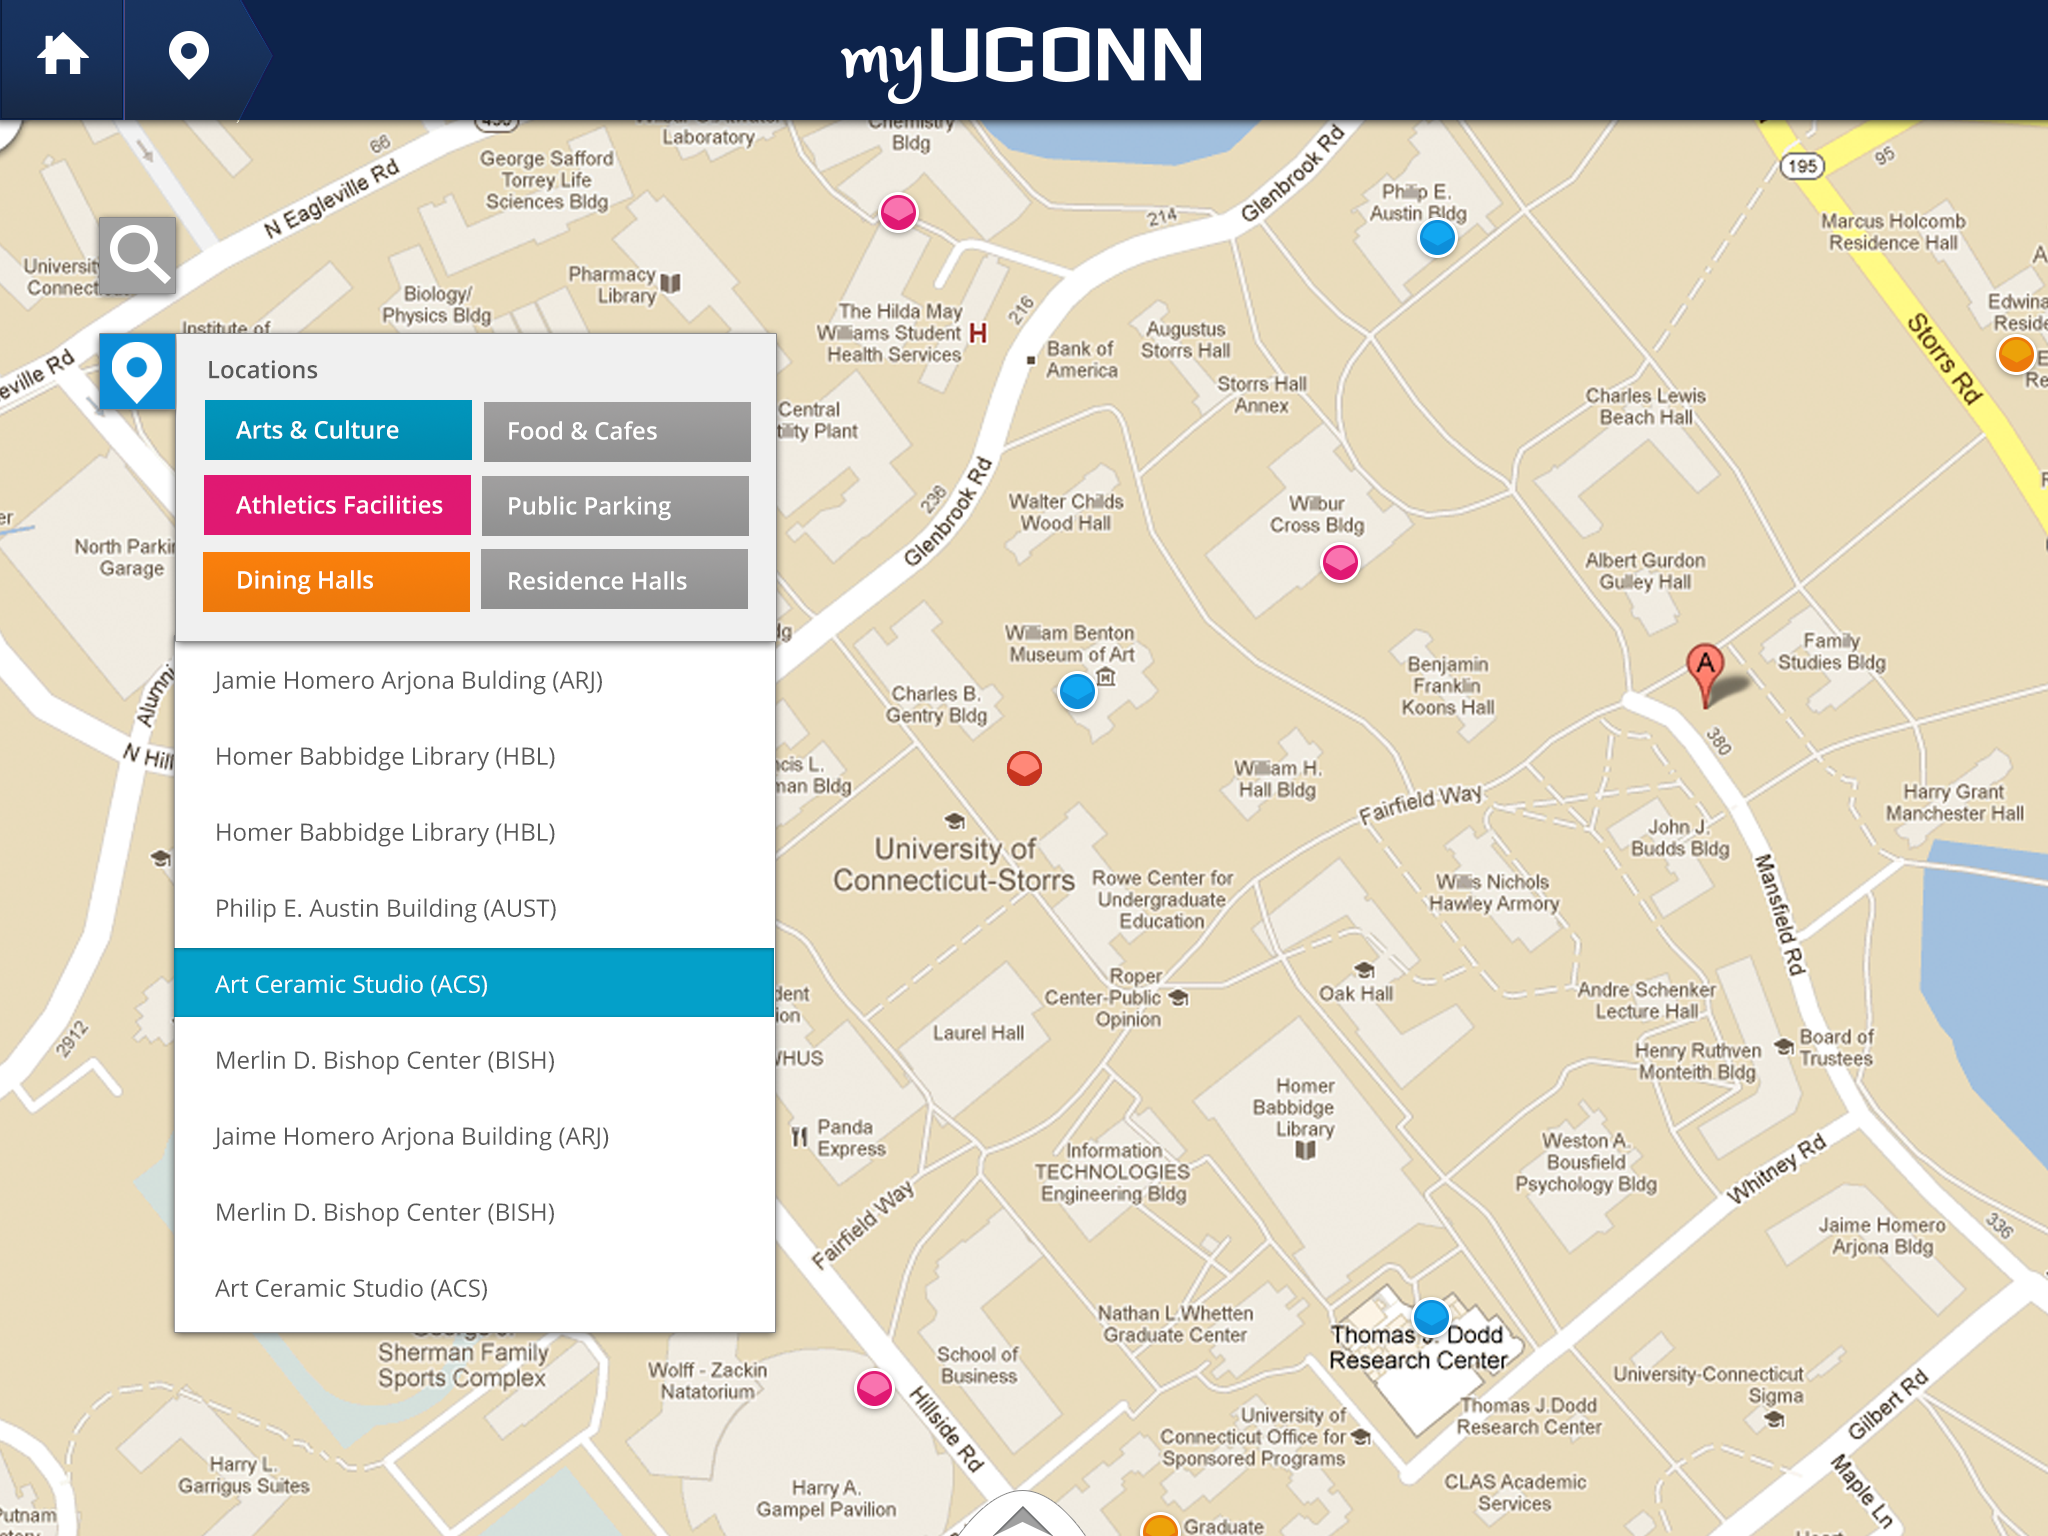 myUCONN
Laboratory
Chemistry
Bldg
66
N Eagleville Rd
George Safford
Torrey Life
Sciences Bldg
Glenbrook Rd
214
Philip E.
Austin Bldg
195
95
Marcus Holcomb
Residence Hall
Storrs Rd
University
Pharmacy
Library
Biology/
Physics Bldg
Institute of
The Hilda May
Williams Student
Health Services
H
216
Bank of
America
Augustus
Storrs Hall
Storrs Hall
Annex
Charles Lewis
Beach Hall
Edwina
Central
236
Glenbrook Rd
Walter Childs
Wood Hall
Wilbur
Cross Bldg
Albert Gurdon
Gulley Hall
North Parki
Garage
Locations
Arts & Culture
Food & Cafes
Athletics Facilities
Public Parking
Dining Halls
Residence Halls
Jamie Homero Arjona Bulding (ARJ)
Homer Babbidge Library (HBL)
Homer Babbidge Library (HBL)
Philip E. Austin Building (AUST)
Art Ceramic Studio (ACS)
Merlin D. Bishop Center (BISH)
Jaime Homero Arjona Building (ARJ)
Merlin D. Bishop Center (BISH)
Art Ceramic Studio (ACS)
Alumni
N Hill
2912
William Benton
Museum of Art
M
Charles B.
Gentry Bldg
Benjamin
Franklin
Koons Hall
A
Family
Studies Bldg
380
William H.
Hall Bldg
Fairfield Way
Harry Grant
Manchester Hall
John J.
Budds Bldg
University of
Connecticut-Storrs
Rowe Center for
Undergraduate
Education
Willis Nichols
Hawley Armory
Mansfield Rd
Roper
Center-Public
Opinion
Oak Hall
Andre Schenker
Lecture Hall
Laurel Hall
Henry Ruthven
Monteith Bldg
Board of
Trustees
Homer
Babbidge
Library
Panda
Express
Information
TECHNOLOGIES
Engineering Bldg
Weston A.
Bousfield
Psychology Bldg
Whitney Rd
Fairfield Way
Jaime Homero
Arjona Bldg
336
Nathan L.Whetten
Graduate Center
Thomas J. Dodd
Research Center
School of
Business
Sherman Family
Sports Complex
Wolff - Zackin
Natatorium
Hillside Rd
University-Connecticut
Sigma
Thomas J.Dodd
Research Center
Gilbert Rd
University of
Connecticut Office for
Sponsored Programs
Harry L.
Garrigus Suites
Harry A.
Gampel Pavilion
CLAS Academic
Services
Maple Ln
Putnam
Graduate